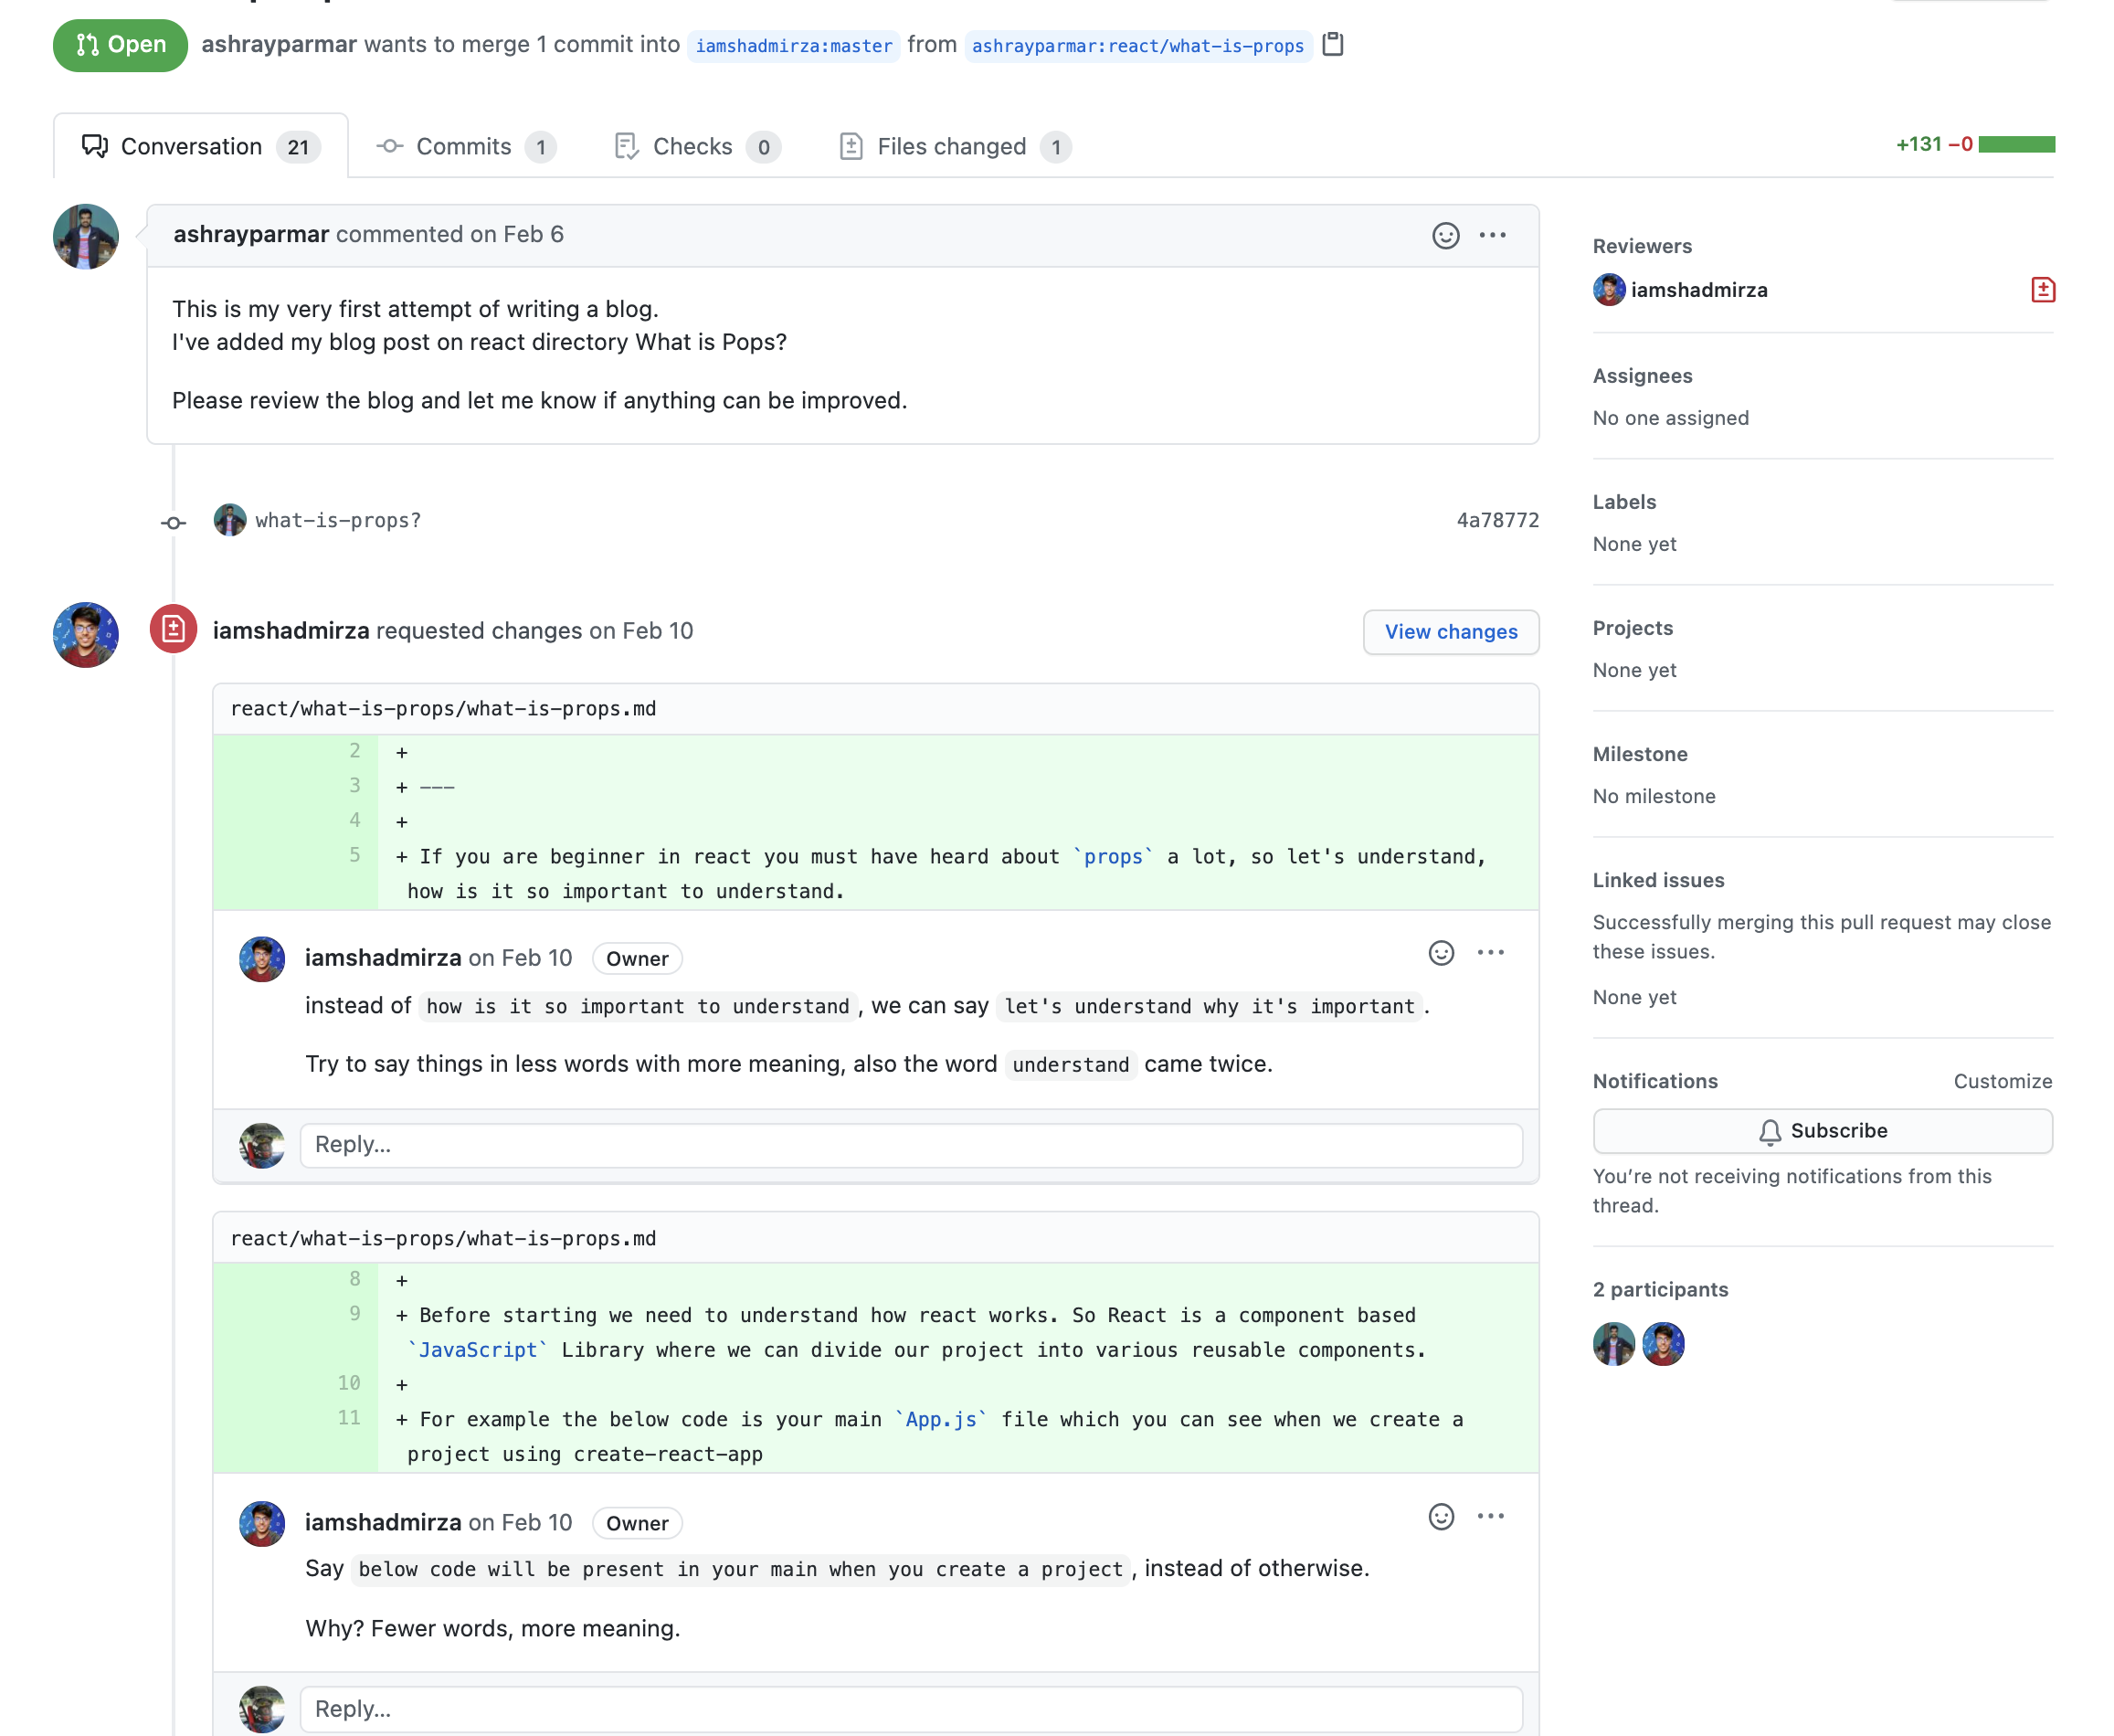 Open ashrayparmar wants to merge 1 commit into iamshadmirza:master from ashrayparmar:react/what-is-props
Conversation 21 Commits 1 Checks 0 Files changed 1 +131 −0
ashrayparmar commented on Feb 6
This is my very first attempt of writing a blog.
I've added my blog post on react directory What is Pops?
Please review the blog and let me know if anything can be improved.
what-is-props? 4a78772
iamshadmirza requested changes on Feb 10 View changes
react/what-is-props/what-is-props.md
2 +
3 + ---
4 +
5 + If you are beginner in react you must have heard about `props` a lot, so let's understand,
how is it so important to understand.
iamshadmirza on Feb 10 Owner
instead of how is it so important to understand, we can say let's understand why it's important.
Try to say things in less words with more meaning, also the word understand came twice.
Reply...
react/what-is-props/what-is-props.md
8 +
9 + Before starting we need to understand how react works. So React is a component based
`JavaScript` Library where we can divide our project into various reusable components.
10 +
11 + For example the below code is your main `App.js` file which you can see when we create a
project using create-react-app
iamshadmirza on Feb 10 Owner
Say below code will be present in your main when you create a project, instead of otherwise.
Why? Fewer words, more meaning.
Reply...
Reviewers
iamshadmirza
Assignees
No one assigned
Labels
None yet
Projects
None yet
Milestone
No milestone
Linked issues
Successfully merging this pull request may close
these issues.
None yet
Notifications Customize
Subscribe
You’re not receiving notifications from this
thread.
2 participants